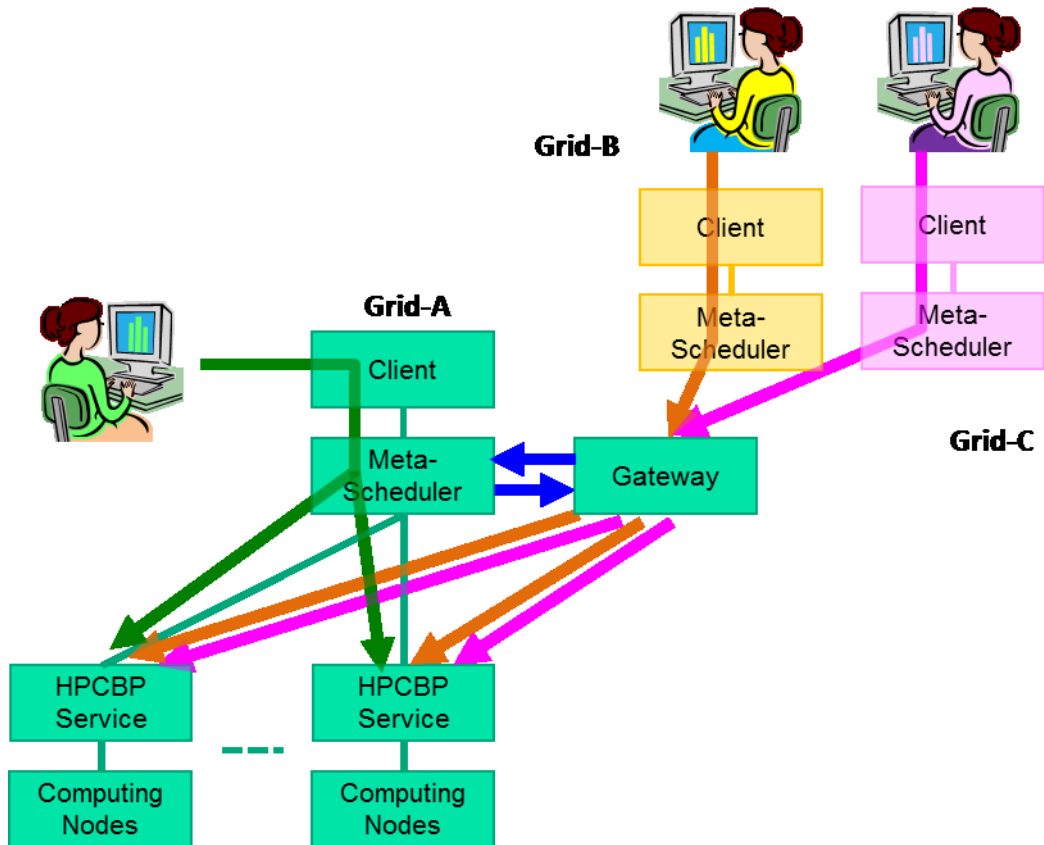 Grid-B
Client
Client
Meta-
Scheduler
Meta-
Scheduler
Grid-A
Client
Meta-
Scheduler
Gateway
Grid-C
HPCBP
Service
HPCBP
Service
Computing
Nodes
Computing
Nodes